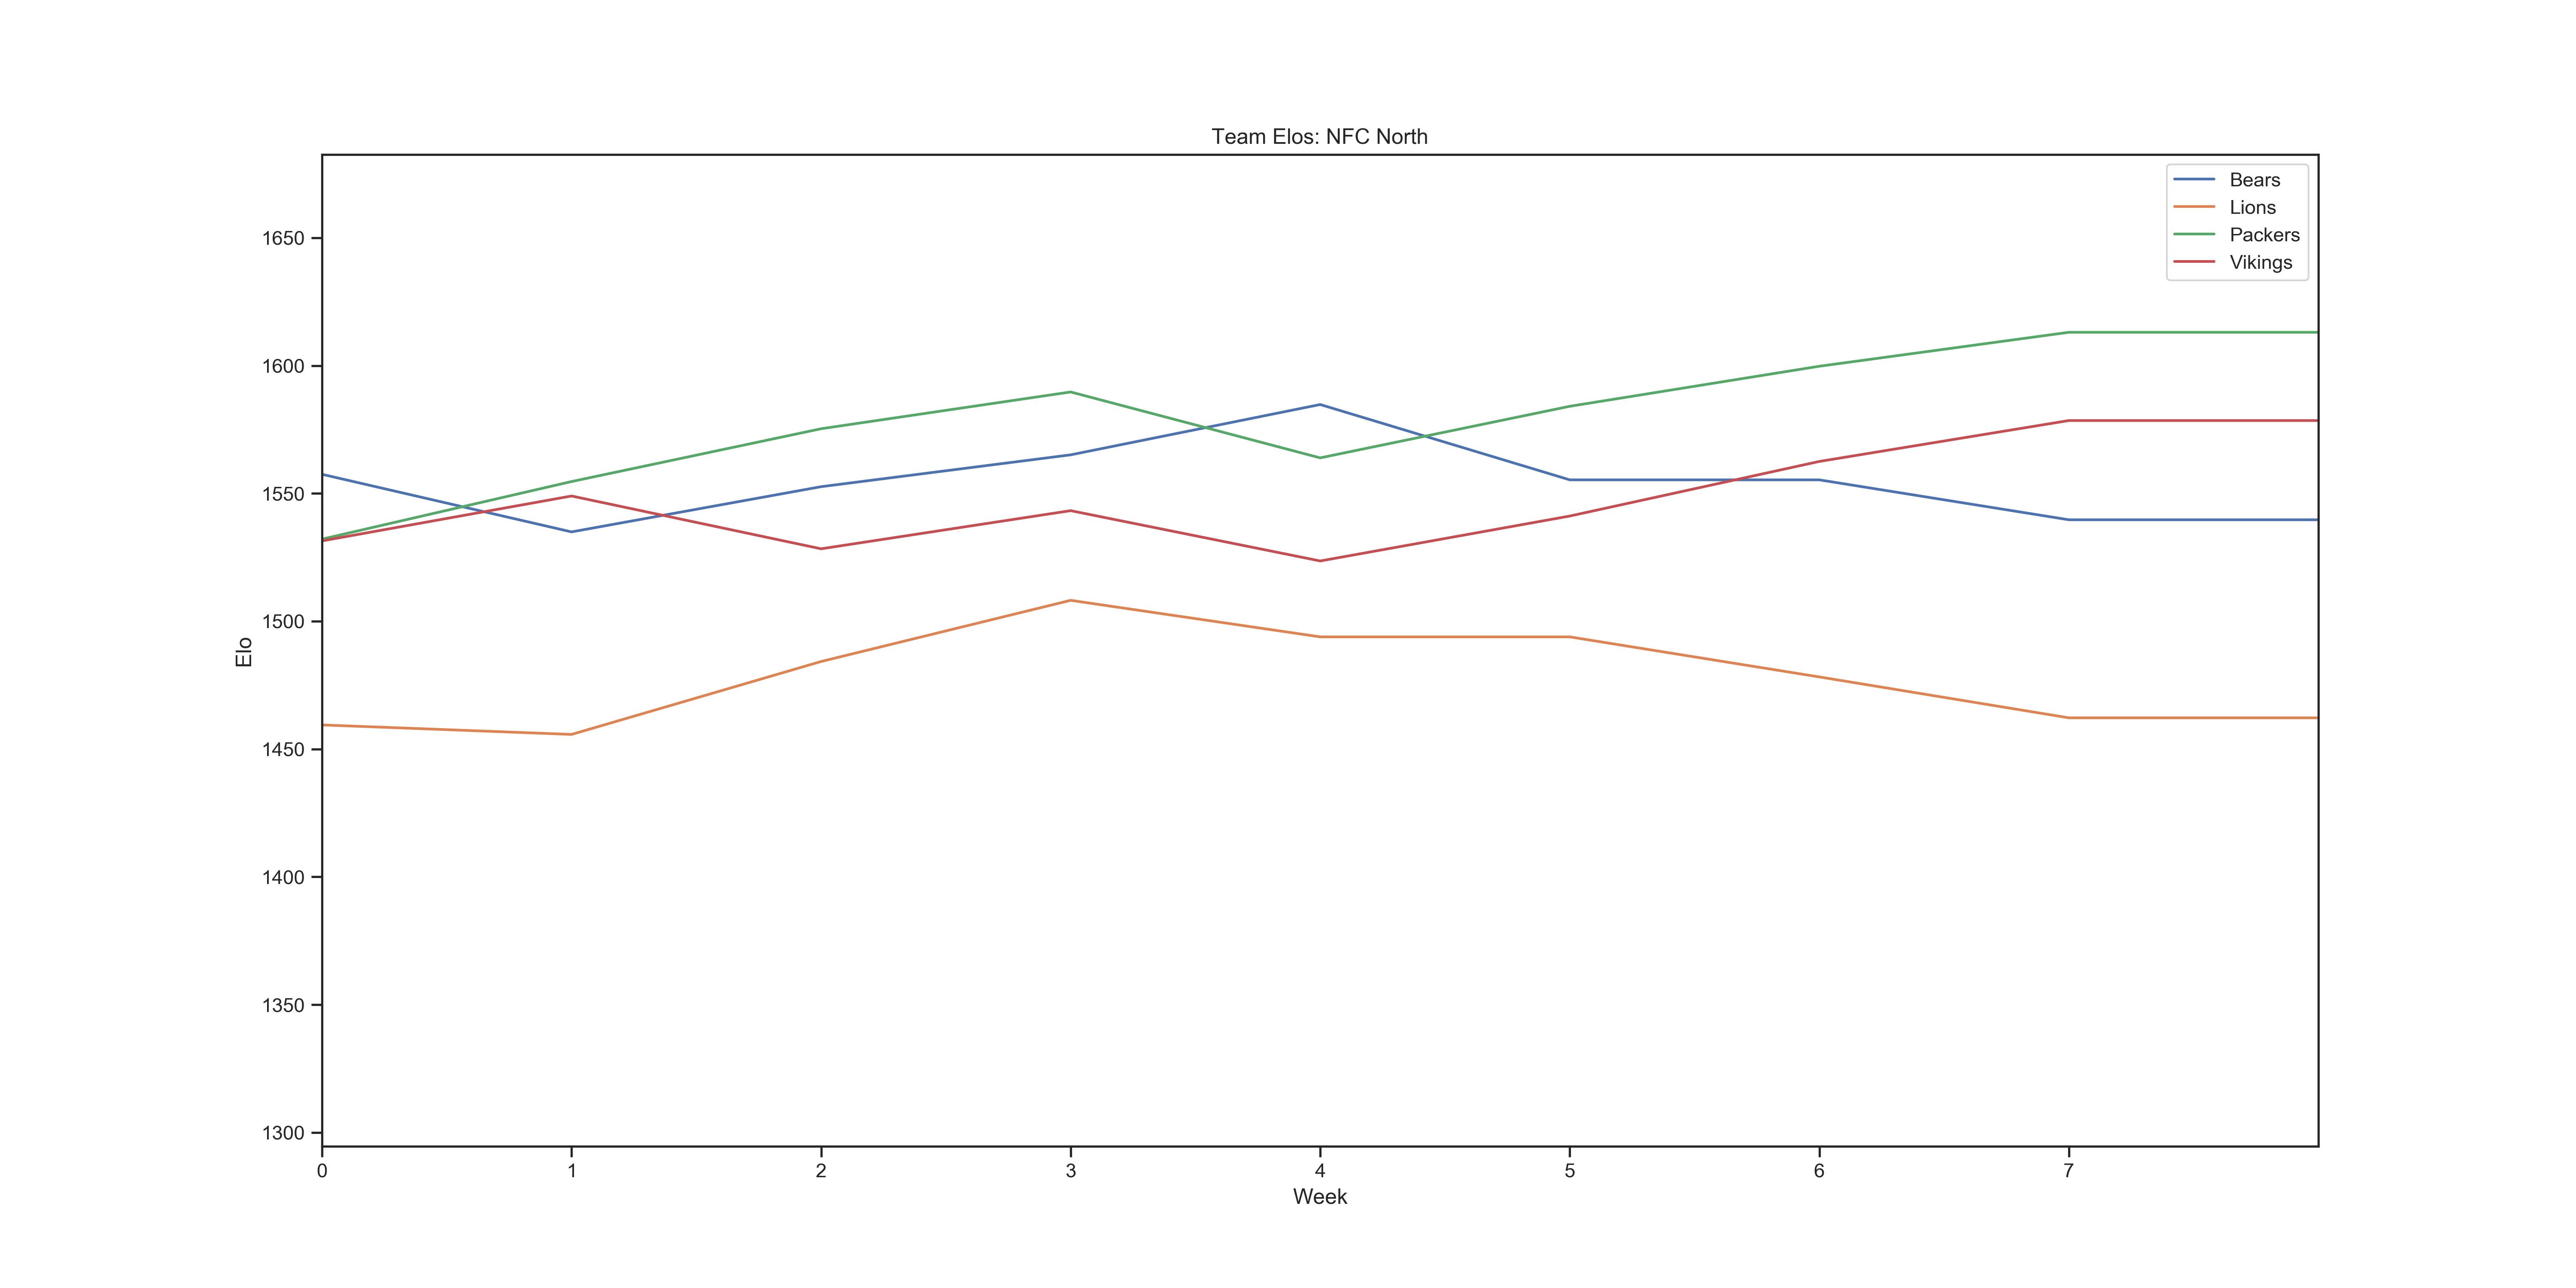 Team Elos: NFC North
Bears
Lions
Packers
Vikings
1650
1600
1550
1500
1450
1400
1350
1300
Elo
0 1 2 3 4 5 6 7
Week